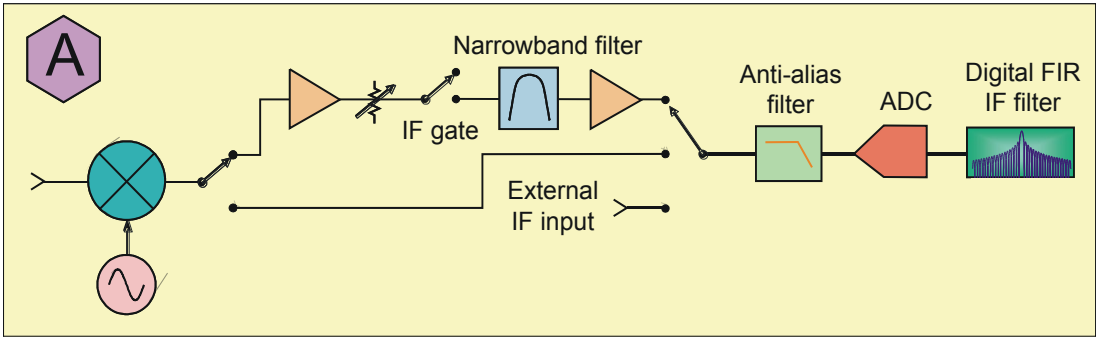 A
Narrowband filter
IF gate
External
IF input
Anti-alias
filter
ADC
Digital FIR
IF filter